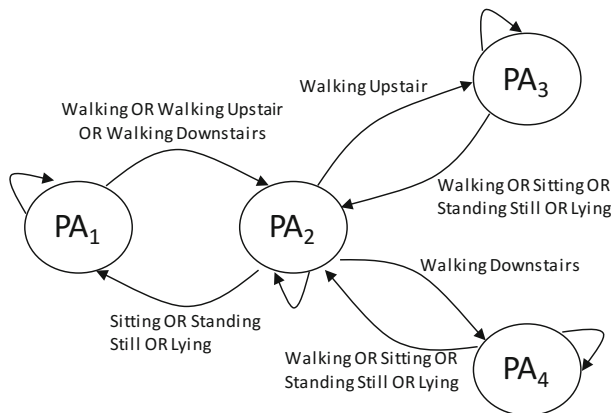 PA3
Walking Upstair
Walking OR Walking Upstair
OR Walking Downstairs
Walking OR Sitting OR
Standing Still OR Lying
PA1
PA2
Walking Downstairs
Sitting OR Standing
Still OR Lying
Walking OR Sitting OR
Standing Still OR Lying
PA4